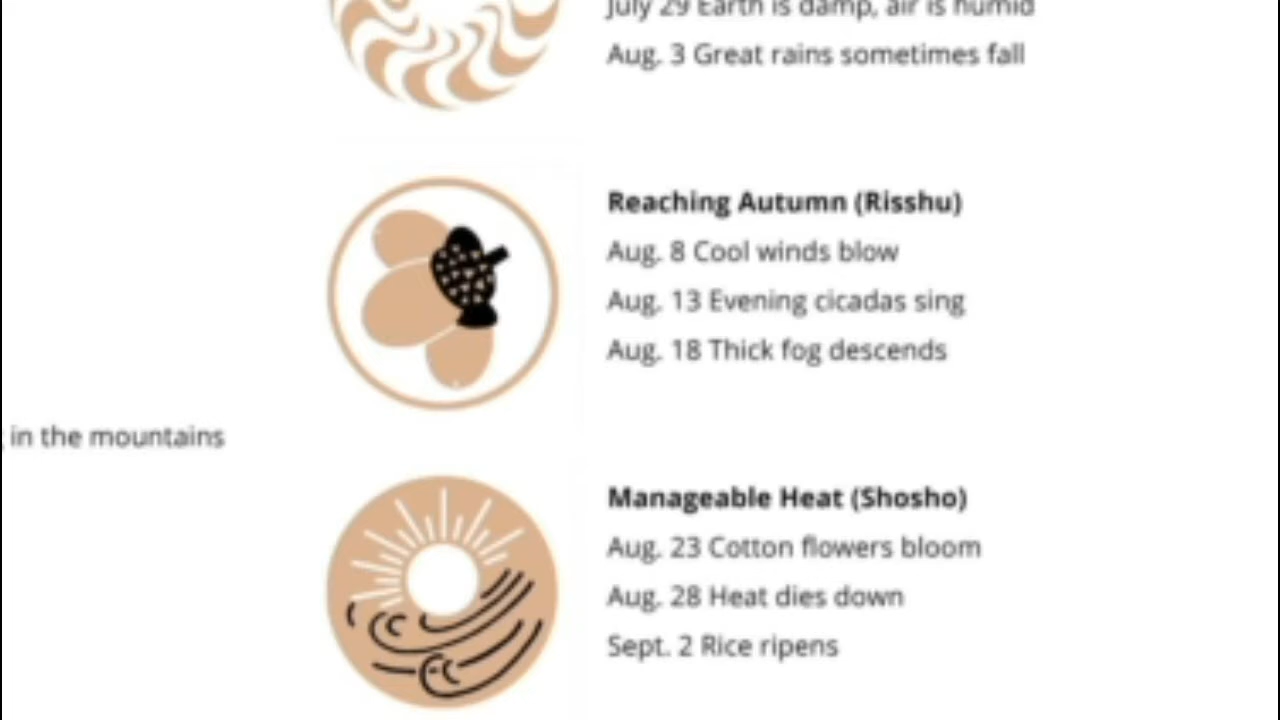 July 29 Earth is damp, air is humid
Aug. 3 Great rains sometimes fall
Reaching Autumn (Risshu)
Aug. 8 Cool winds blow
Aug. 13 Evening cicadas sing
Aug. 18 Thick fog descends
in the mountains
Manageable Heat (Shosho)
Aug. 23 Cotton flowers bloom
Aug. 28 Heat dies down
Sept. 2 Rice ripens